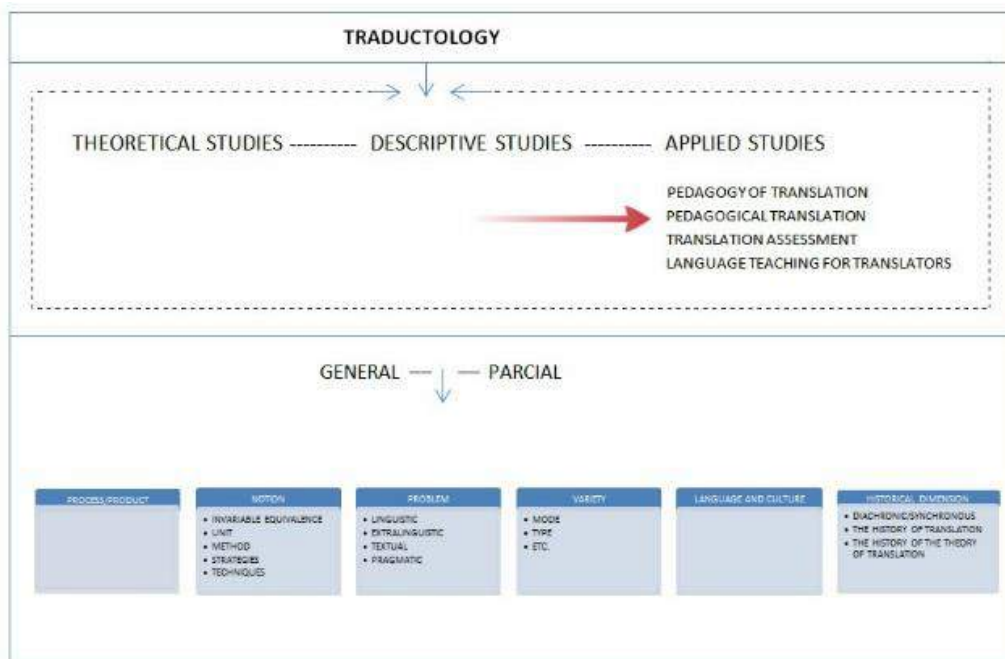 TRADUCTOLOGY
THEORETICAL STUDIES ---------- DESCRIPTIVE STUDIES ---------- APPLIED STUDIES
PEDAGOGY OF TRANSLATION
PEDAGOGICAL TRANSLATION
TRANSLATION ASSESSMENT
LANGUAGE TEACHING FOR TRANSLATORS
GENERAL --- --- PARCIAL
PROCESS/PRODUCT
NOTION
• INVARIABLE EQUIVALENCE
• UNIT
• METHOD
• STRATEGIES
• TECHNIQUES
PROBLEM
• LINGUISTIC
• EXTRALINGUISTIC
• TEXTUAL
• PRAGMATIC
VARIETY
• MODE
• TYPE
• ETC.
LANGUAGE AND CULTURE
HISTORICAL DIMENSION
• DIACHRONIC/SYNCHRONOUS
• THE HISTORY OF TRANSLATION
• THE HISTORY OF THE THEORY
OF TRANSLATION